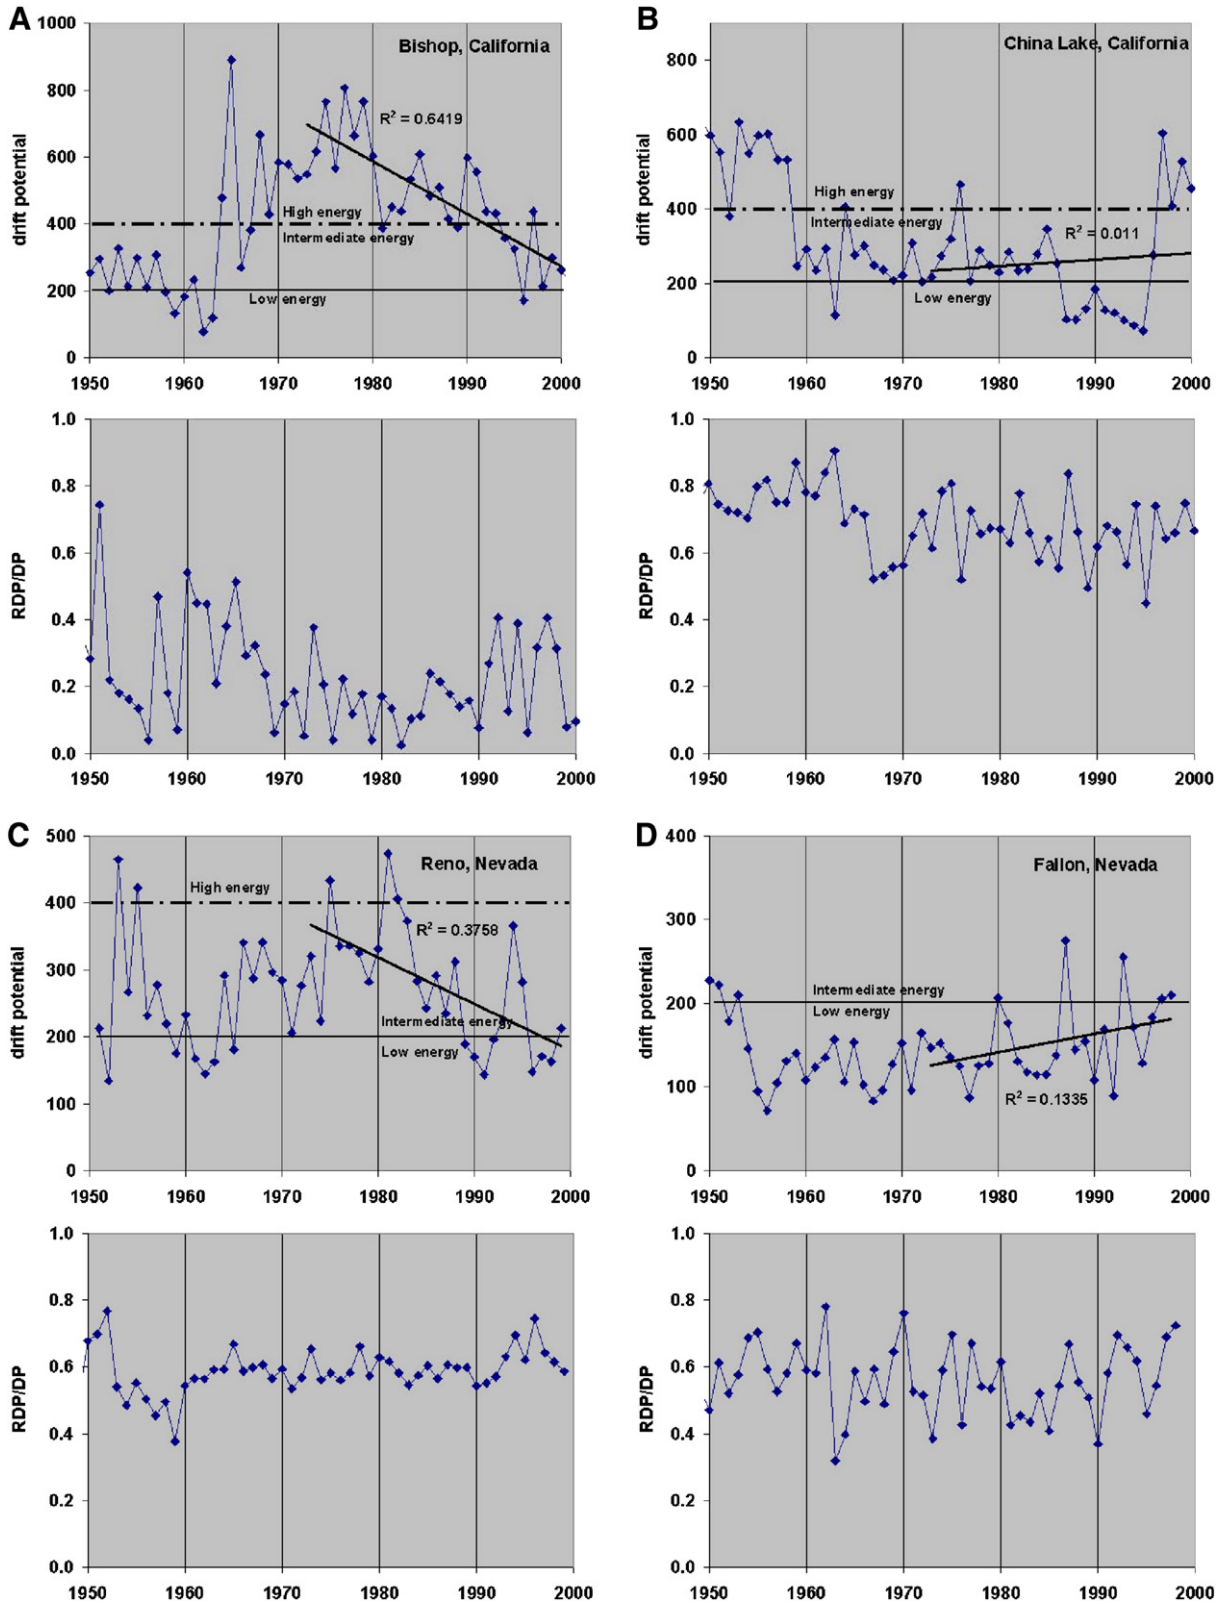 A
B
1000
800
600
400
200
0
drift potential
Bishop, California
R² = 0.6419
High energy
Intermediate energy
Low energy
1950 1960 1970 1980 1990 2000
800
600
400
200
0
drift potential
China Lake, California
High energy
Intermediate energy
R² = 0.011
Low energy
1950 1960 1970 1980 1990 2000
1.0
0.8
0.6
0.4
0.2
0.0
RDP/DP
1950 1960 1970 1980 1990 2000
1.0
0.8
0.6
0.4
0.2
0.0
RDP/DP
1950 1960 1970 1980 1990 2000
C
D
500
400
300
200
100
0
drift potential
Reno, Nevada
High energy
R² = 0.3758
Intermediate energy
Low energy
1950 1960 1970 1980 1990 2000
400
300
200
100
0
drift potential
Fallon, Nevada
Intermediate energy
Low energy
R² = 0.1335
1950 1960 1970 1980 1990 2000
1.0
0.8
0.6
0.4
0.2
0.0
RDP/DP
1950 1960 1970 1980 1990 2000
1.0
0.8
0.6
0.4
0.2
0.0
RDP/DP
1950 1960 1970 1980 1990 2000